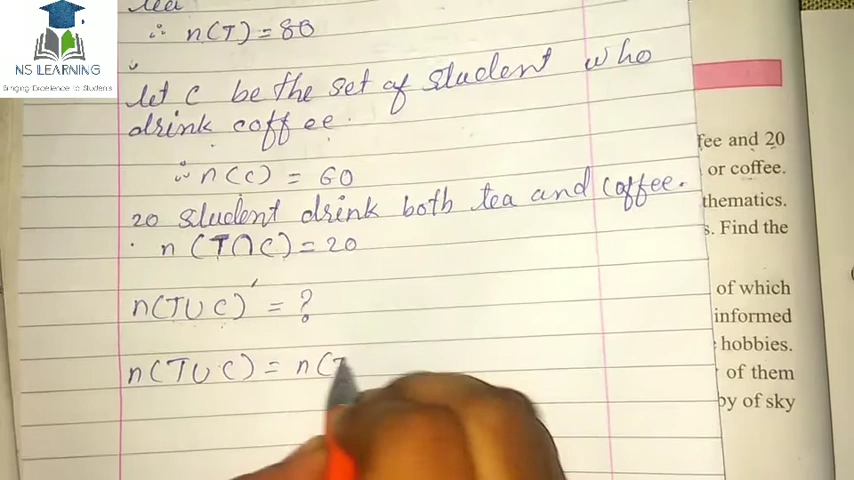 NS LEARNING
Bringing Excellence to Students
tea
∴ n(T) = 80
let C be the set of student who
drink coffee.
∴ n(C) = 60
20 student drink both tea and coffee.
∴ n(T∩C) = 20
n(T∪C)' = ?
n(T∪C) = n(T
fee and 20
or coffee.
thematics.
s. Find the
of which
informed
hobbies.
of them
by of sky